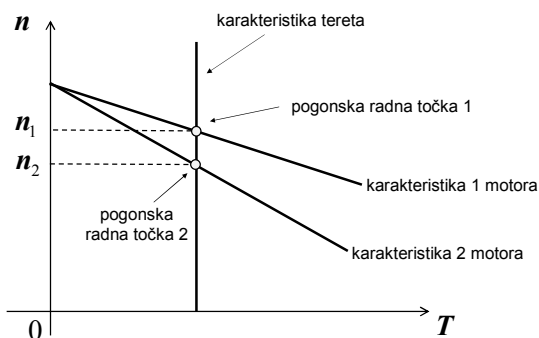 n
karakteristika tereta
pogonska radna točka 1
n₁
n₂
karakteristika 1 motora
pogonska
radna točka 2
karakteristika 2 motora
0
T